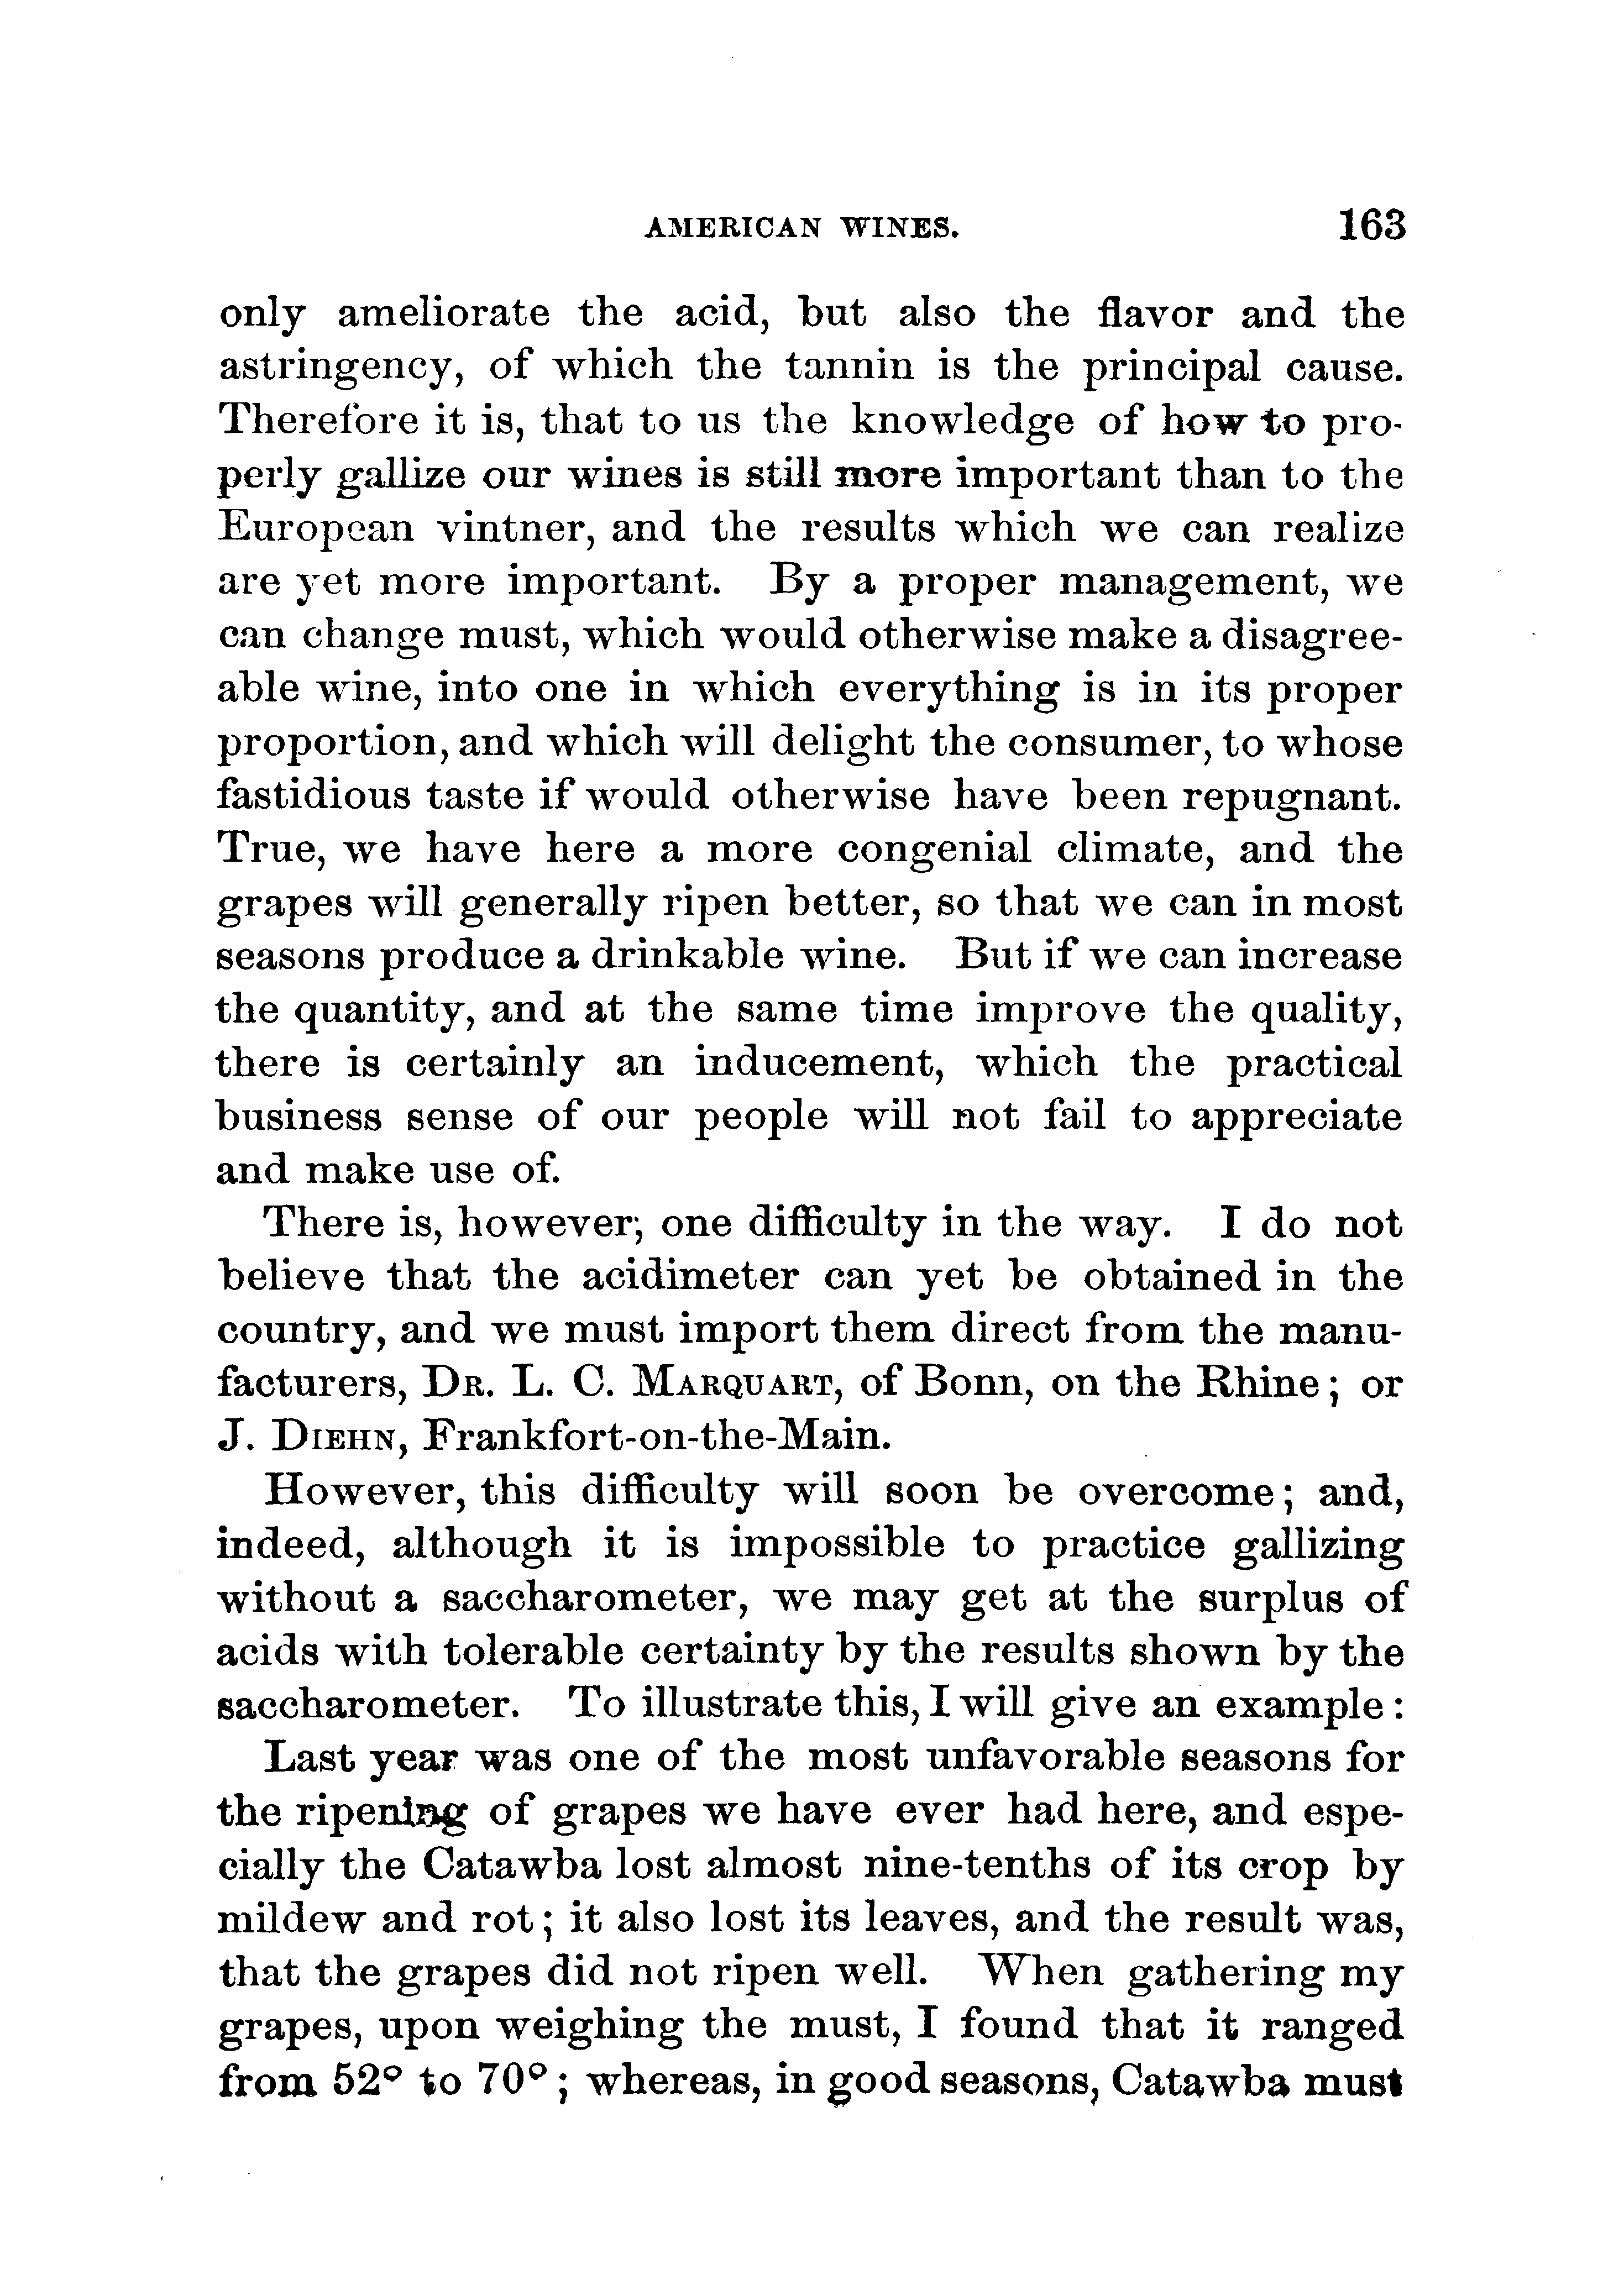 AMERICAN WINES. 163
only ameliorate the acid, but also the flavor and the
astringency, of which the tannin is the principal cause.
Therefore it is, that to us the knowledge of how to pro-
perly gallize our wines is still more important than to the
European vintner, and the results which we can realize
are yet more important. By a proper management, we
can change must, which would otherwise make a disagree-
able wine, into one in which everything is in its proper
proportion, and which will delight the consumer, to whose
fastidious taste if would otherwise have been repugnant.
True, we have here a more congenial climate, and the
grapes will generally ripen better, so that we can in most
seasons produce a drinkable wine. But if we can increase
the quantity, and at the same time improve the quality,
there is certainly an inducement, which the practical
business sense of our people will not fail to appreciate
and make use of.
There is, however, one difficulty in the way. I do not
believe that the acidimeter can yet be obtained in the
country, and we must import them direct from the manu-
facturers, DR. L. C. MARQUART, of Bonn, on the Rhine; or
J. DIEHN, Frankfort-on-the-Main.
However, this difficulty will soon be overcome; and,
indeed, although it is impossible to practice gallizing
without a saccharometer, we may get at the surplus of
acids with tolerable certainty by the results shown by the
saccharometer. To illustrate this, I will give an example:
Last year was one of the most unfavorable seasons for
the ripening of grapes we have ever had here, and espe-
cially the Catawba lost almost nine-tenths of its crop by
mildew and rot; it also lost its leaves, and the result was,
that the grapes did not ripen well. When gathering my
grapes, upon weighing the must, I found that it ranged
from 52° to 70°; whereas, in good seasons, Catawba must